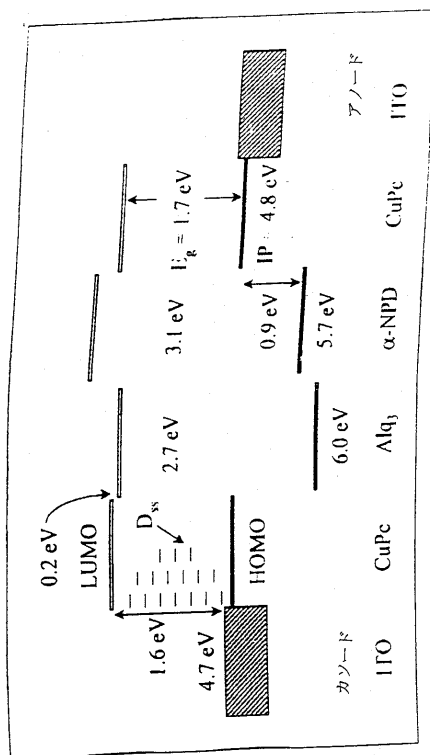 0.2 eV
LUMO
1.6 eV
D_ss
4.7 eV
HOMO
2.7 eV
6.0 eV
3.1 eV
0.9 eV
5.7 eV
E_g = 1.7 eV
IP = 4.8 eV
カソード
アノード
ITO CuPc Alq₃ α-NPD CuPc ITO